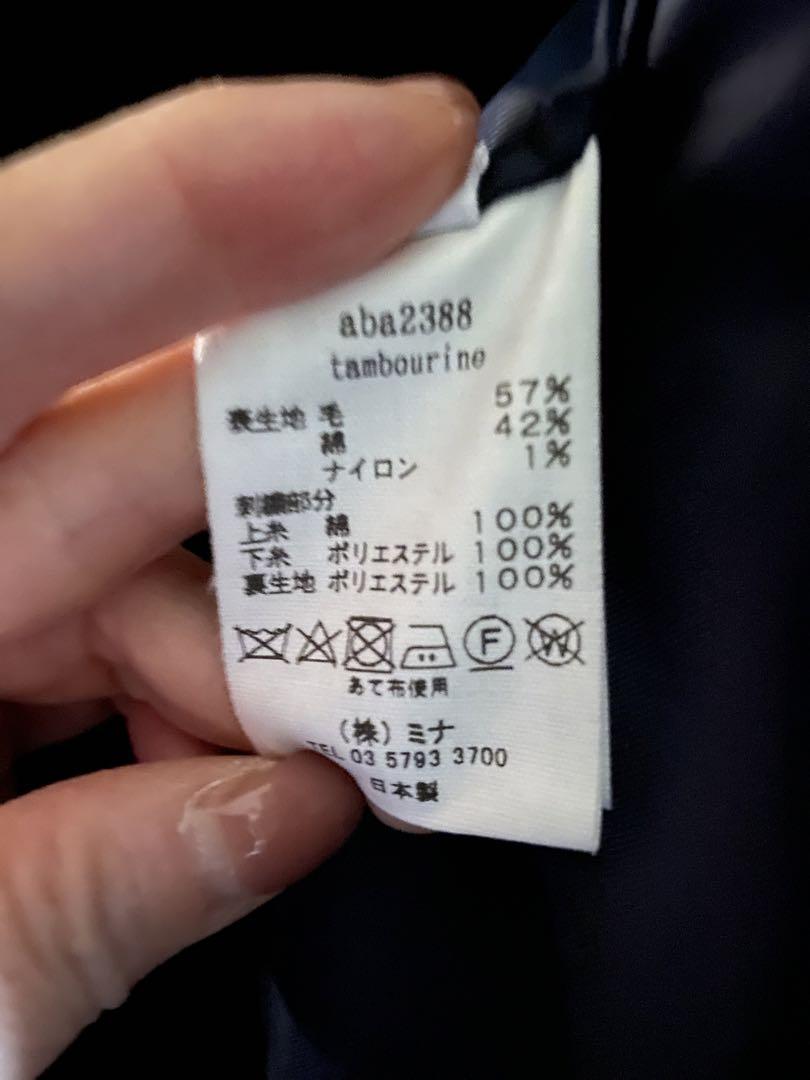 aba2388
tambourine
表生地 毛 57%
綿 42%
ナイロン 1%
刺繍部分
上糸 綿 100%
下糸 ポリエステル 100%
裏生地 ポリエステル 100%
F W
あて布使用
(株)ミナ
TEL 03 5793 3700
日本製